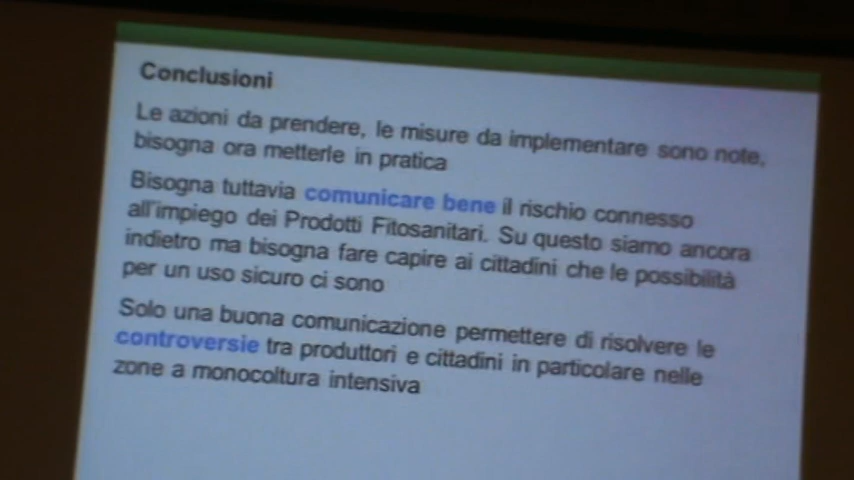 Conclusioni
Le azioni da prendere, le misure da implementare sono note,
bisogna ora metterle in pratica
Bisogna tuttavia comunicare bene il rischio connesso
all'impiego dei Prodotti Fitosanitari. Su questo siamo ancora
indietro ma bisogna fare capire ai cittadini che le possibilità
per un uso sicuro ci sono
Solo una buona comunicazione permettere di risolvere le
controversie tra produttori e cittadini in particolare nelle
zone a monocoltura intensiva